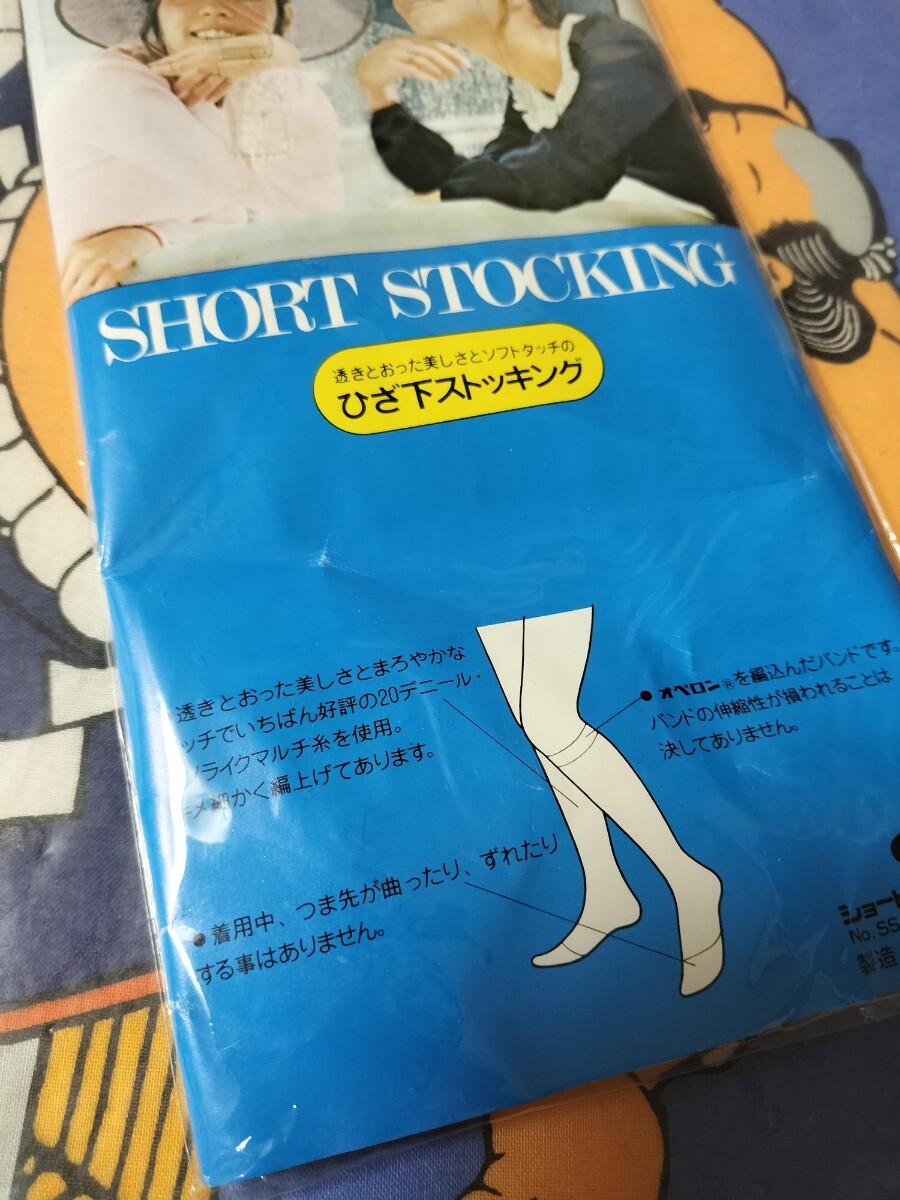 SHORT STOCKING
透きとおった美しさとソフトタッチの
ひざ下ストッキング
透きとおった美しさとまろやかな
ッチでいちばん好評の20デニール・
ライクマルチ糸を使用。
メ細かく編上げてあります。
●オペロン®を編込んだバンドです。
バンドの伸縮性が損われることは
決してありません。
●着用中、つま先が曲ったり、ずれたり
する事はありません。
ショート
No.SS
製造